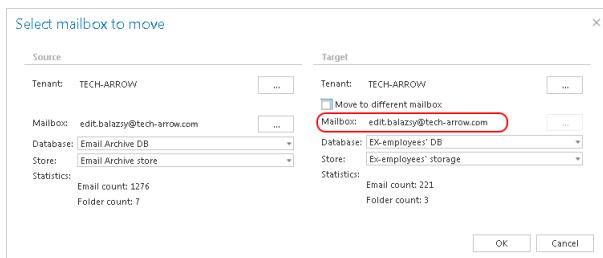 Select mailbox to move
Source
Tenant: TECH-ARROW ...
Mailbox: edit.balazsy@tech-arrow.com ...
Database: Email Archive DB
Store: Email Archive store
Statistics:
Email count: 1276
Folder count: 7
Target
Tenant: TECH-ARROW ...
Move to different mailbox
Mailbox: edit.balazsy@tech-arrow.com ...
Database: EX-employees' DB
Store: Ex-employees' storage
Statistics:
Email count: 221
Folder count: 3
OK Cancel